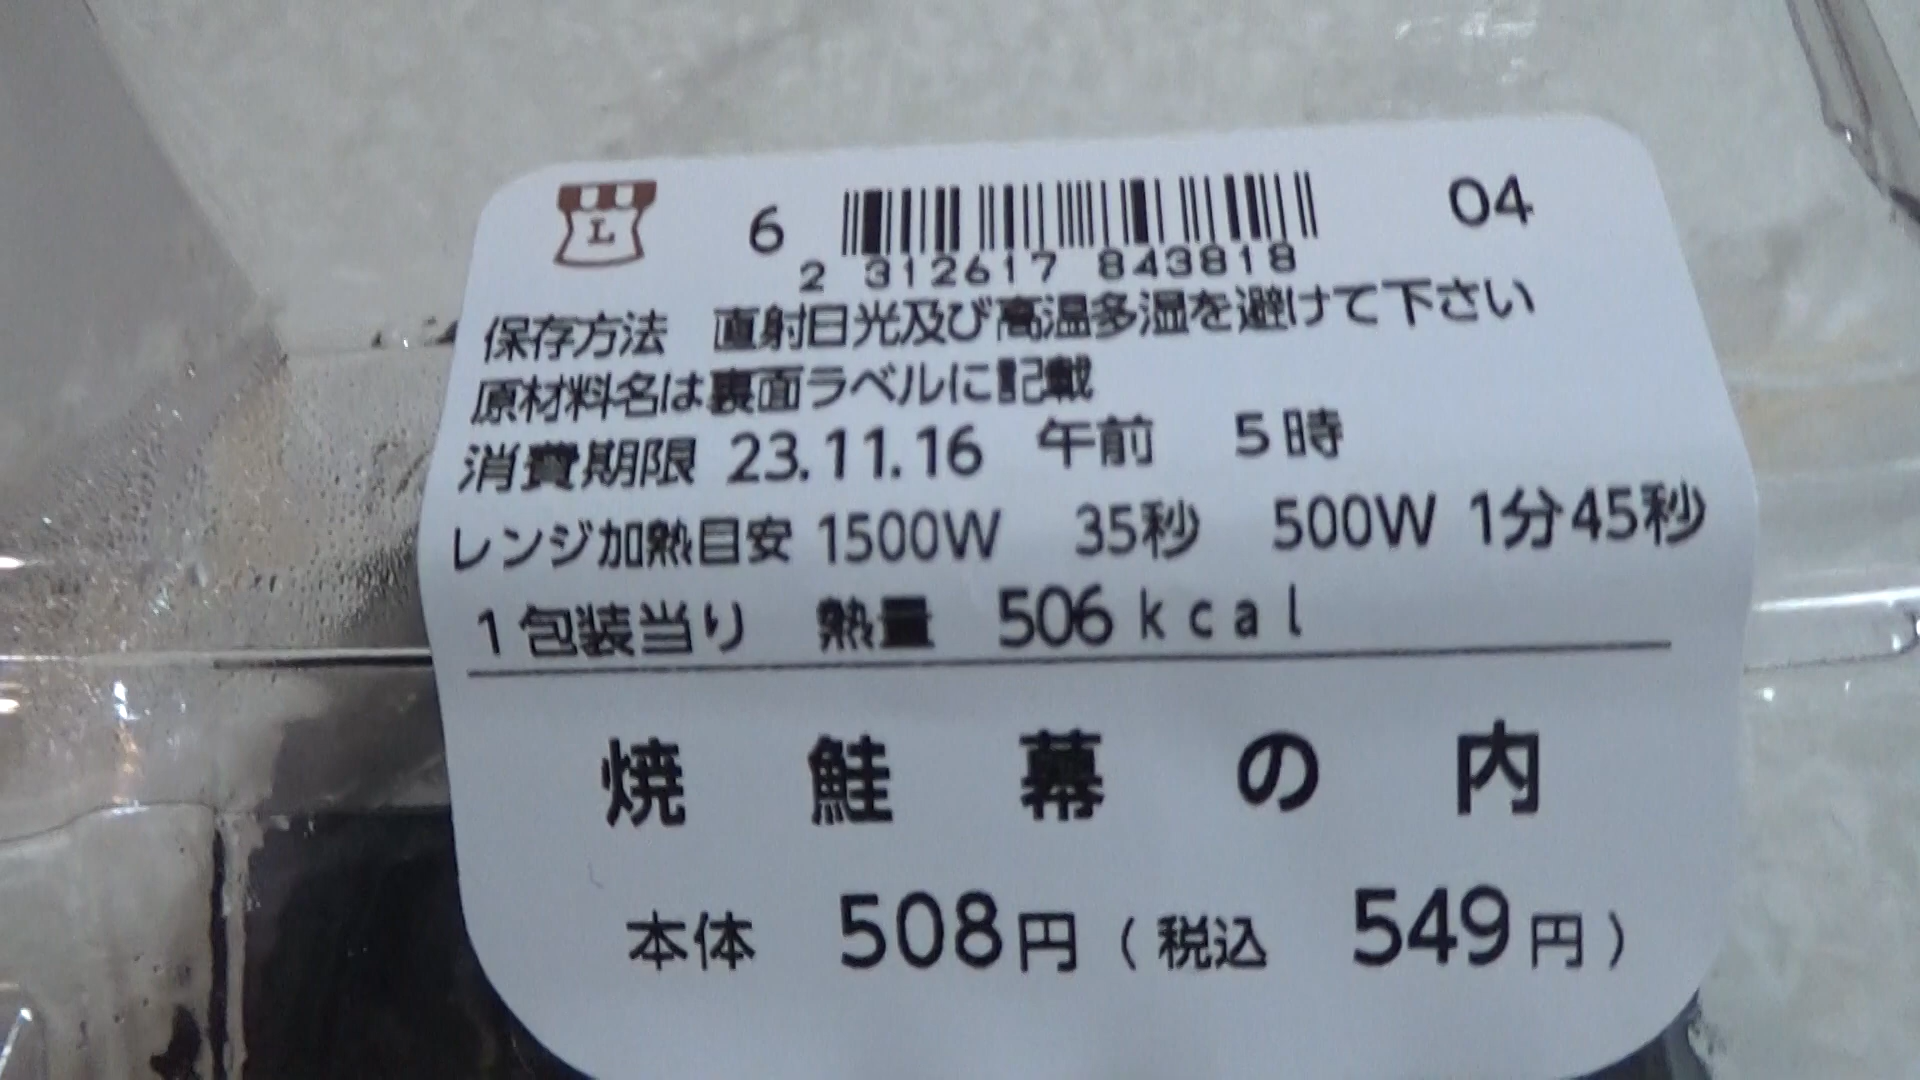 L 6 04
2 312617 843818
保存方法 直射日光及び高温多湿を避けて下さい
原材料名は裏面ラベルに記載
消費期限 23.11.16 午前 5時
レンジ加熱目安 1500W 35秒 500W 1分45秒
1包装当り 熱量 506kcal
焼鮭幕の内
本体 508円(税込 549円)